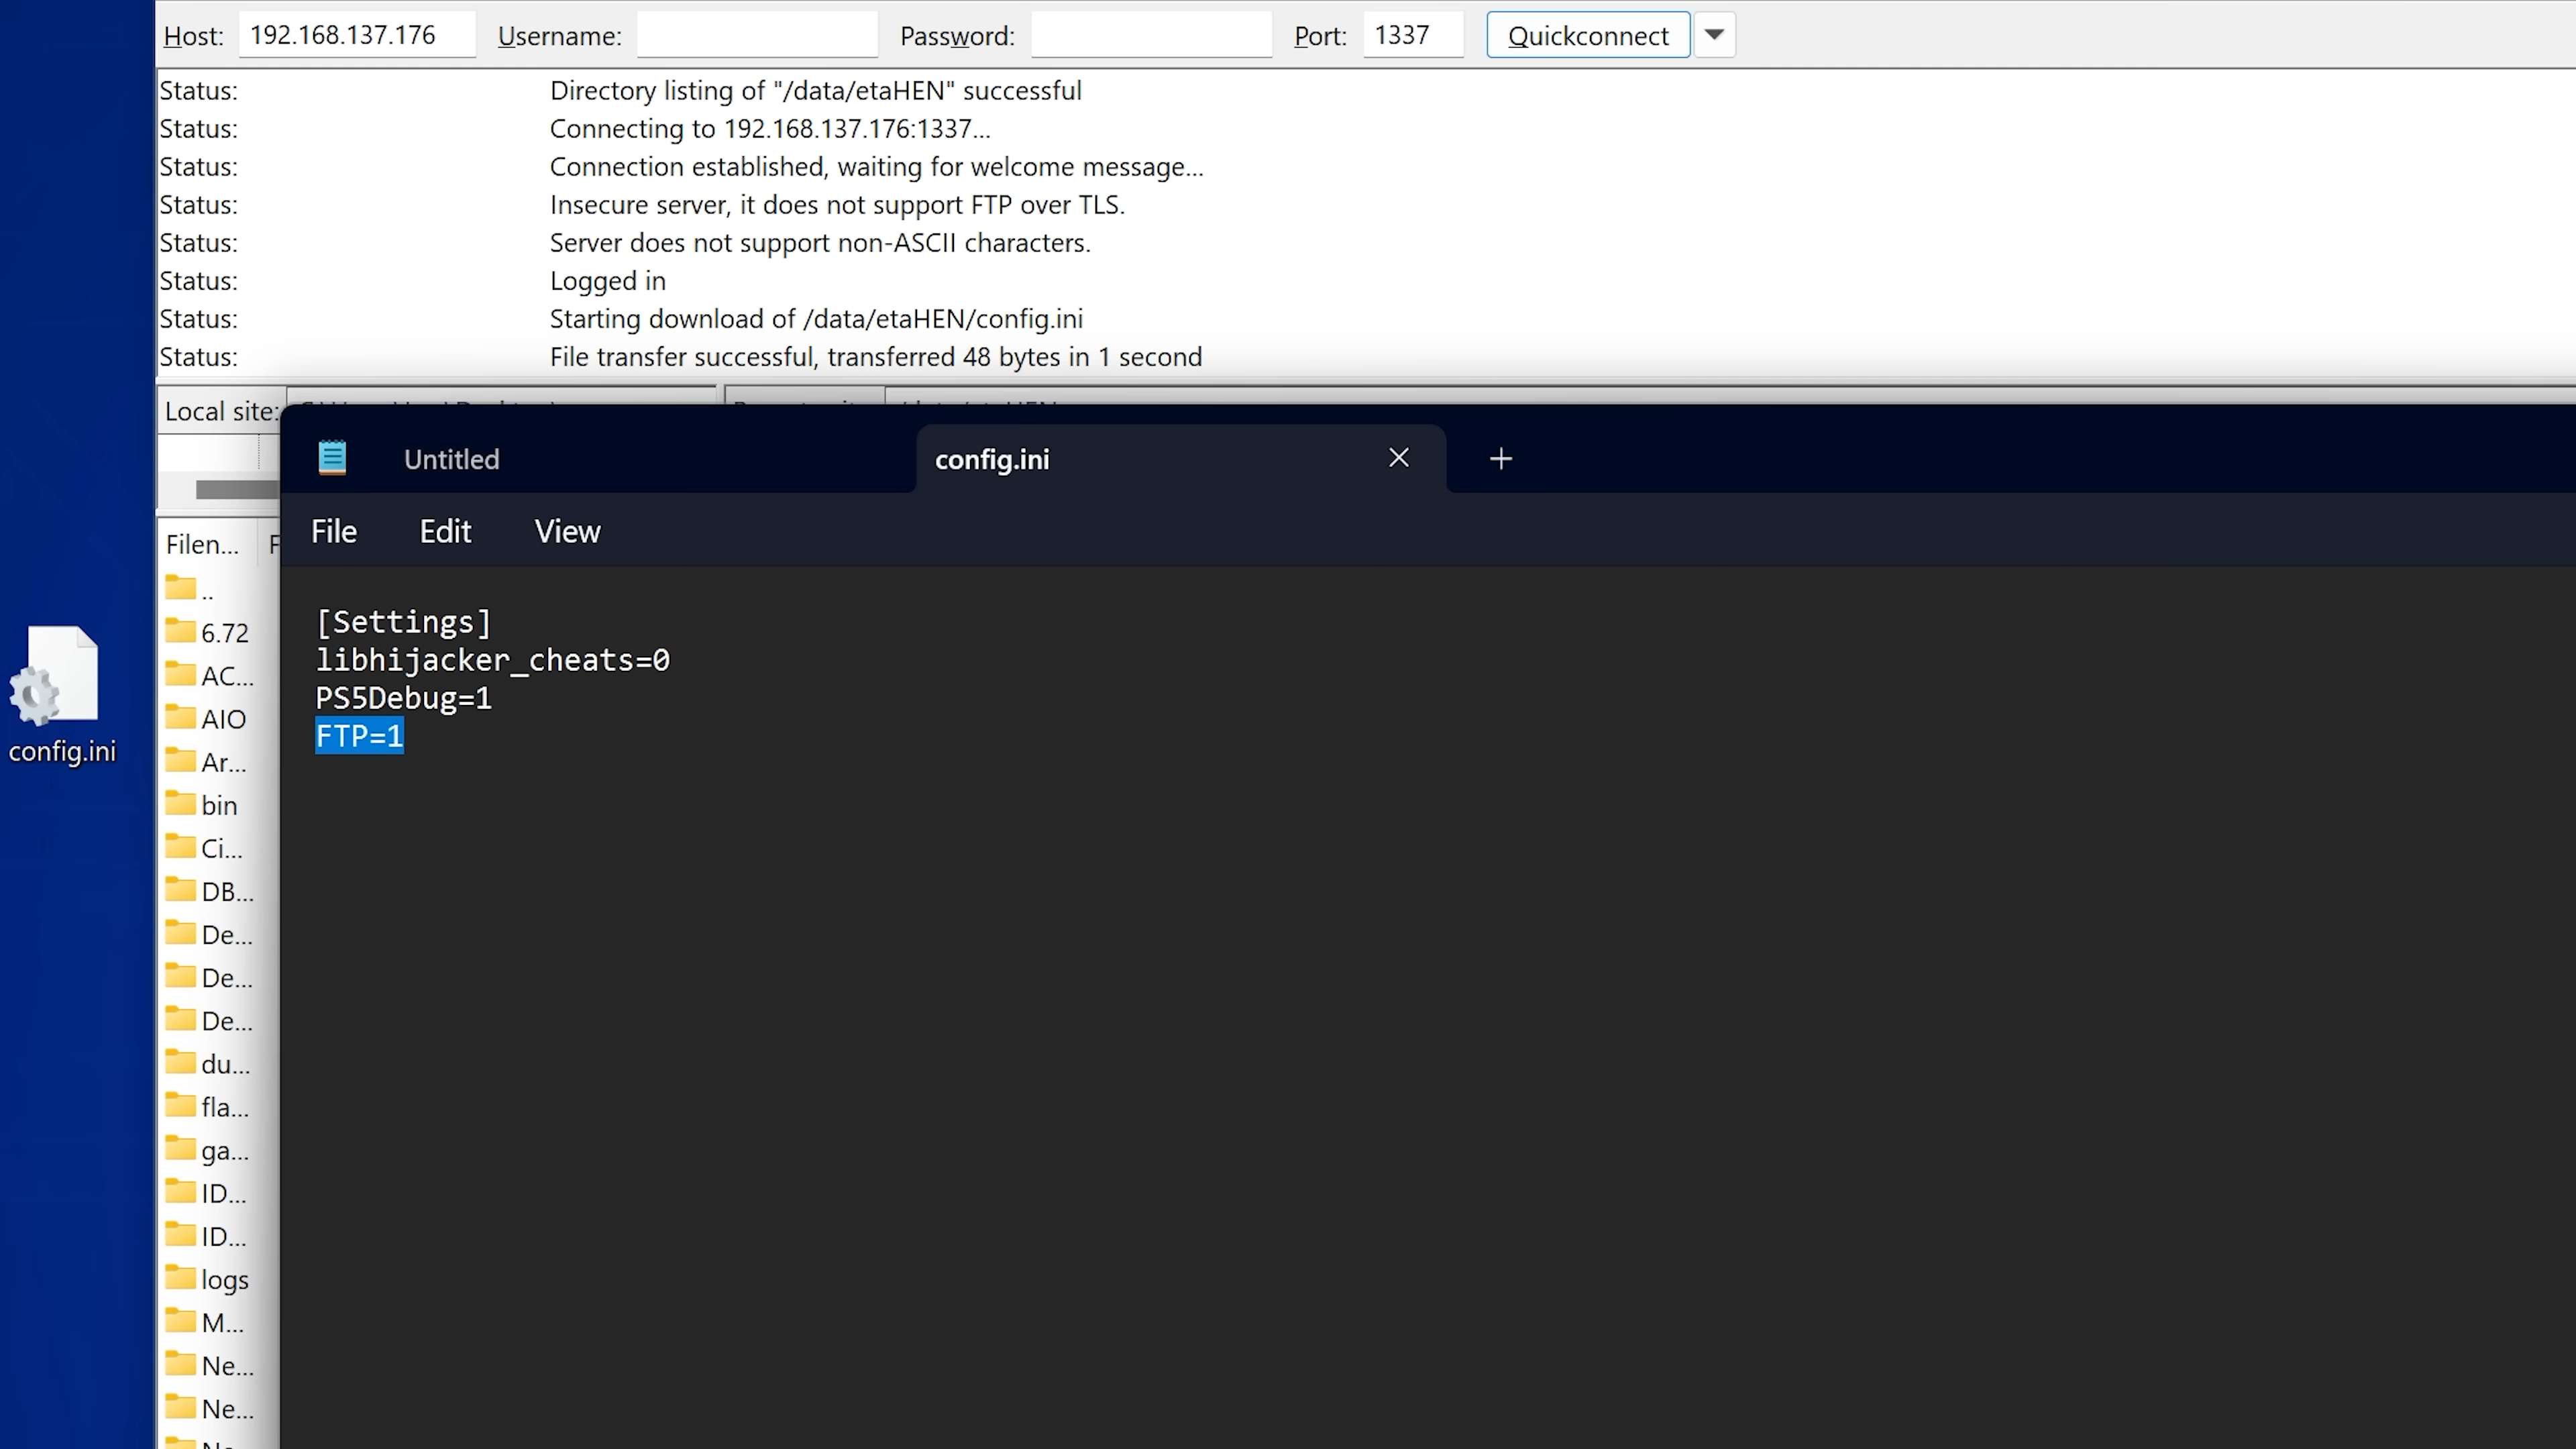 Host: 192.168.137.176 Username: Password: Port: 1337 Quickconnect
Status: Directory listing of "/data/etaHEN" successful
Status: Connecting to 192.168.137.176:1337...
Status: Connection established, waiting for welcome message...
Status: Insecure server, it does not support FTP over TLS.
Status: Server does not support non-ASCII characters.
Status: Logged in
Status: Starting download of /data/etaHEN/config.ini
Status: File transfer successful, transferred 48 bytes in 1 second
Local site:
Untitled config.ini
File Edit View
Filen... F
[Settings]
libhijacker_cheats=0
PS5Debug=1
FTP=1
config.ini
..
6.72
AC...
AIO
Ar...
bin
Ci...
DB...
De...
De...
De...
du...
fla...
ga...
ID...
ID...
logs
M...
Ne...
Ne...